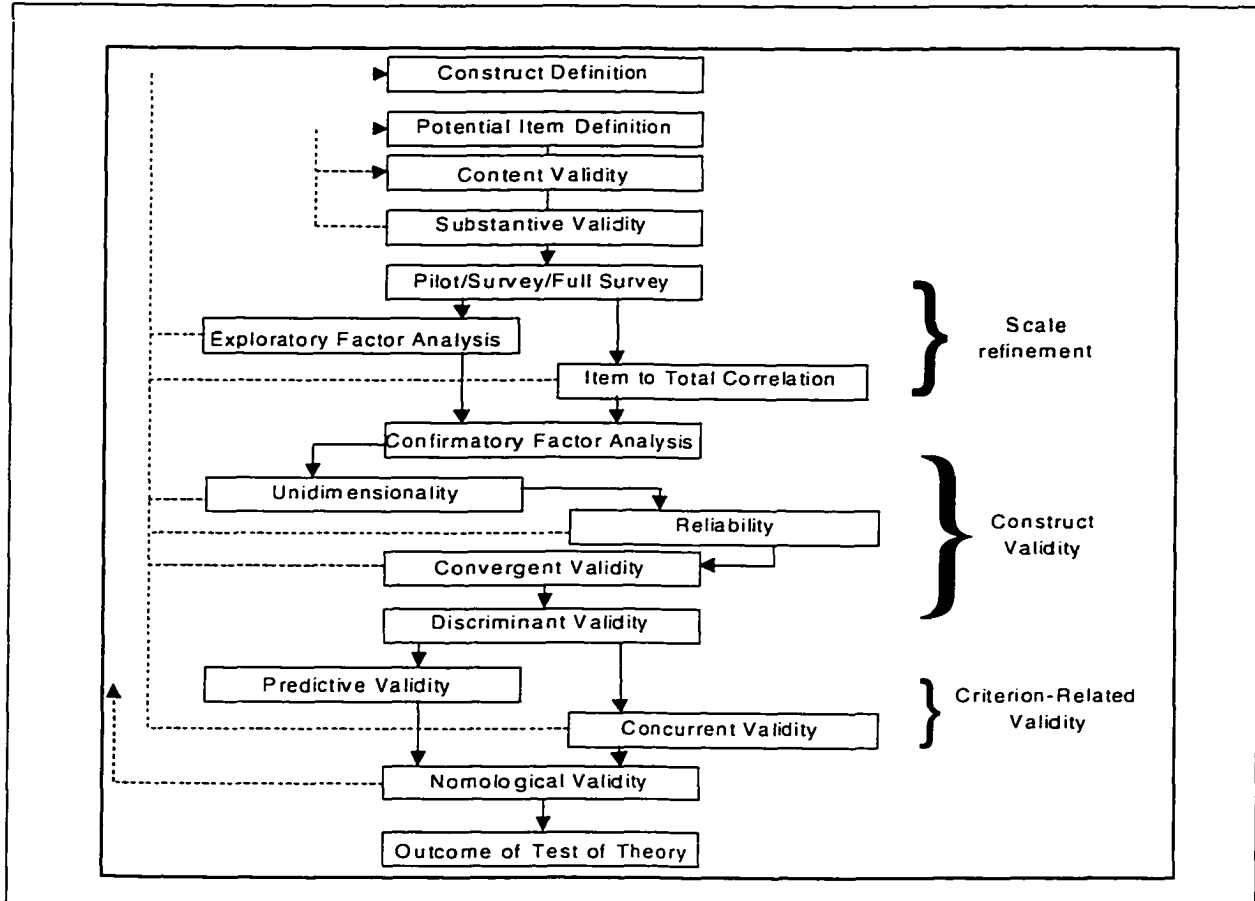 Construct Definition
Potential Item Definition
Content Validity
Substantive Validity
Pilot/Survey/Full Survey
Exploratory Factor Analysis
Scale
refinement
Item to Total Correlation
Confirmatory Factor Analysis
Unidimensionality
Reliability
Construct
Validity
Convergent Validity
Discriminant Validity
Predictive Validity
Criterion-Related
Validity
Concurrent Validity
Nomological Validity
Outcome of Test of Theory